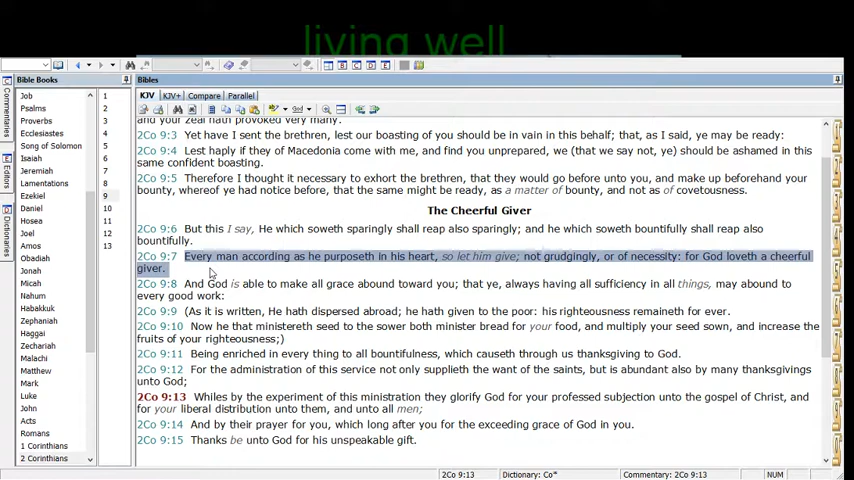 living well
Bible Books
Bibles
KJV
KJV+
Compare
Parallel
Commentaries
Editors
Dictionaries
Job
Psalms
Proverbs
Ecclesiastes
Song of Solomon
Isaiah
Jeremiah
Lamentations
Ezekiel
Daniel
Hosea
Joel
Amos
Obadiah
Jonah
Micah
Nahum
Habakkuk
Zephaniah
Haggai
Zechariah
Malachi
Matthew
Mark
Luke
John
Acts
Romans
1 Corinthians
2 Corinthians
1
2
3
4
5
6
7
8
9
10
11
12
13
and your zeal hath provoked very many.
2Co 9:3 Yet have I sent the brethren, lest our boasting of you should be in vain in this behalf; that, as I said, ye may be ready:
2Co 9:4 Lest haply if they of Macedonia come with me, and find you unprepared, we (that we say not, ye) should be ashamed in this
same confident boasting.
2Co 9:5 Therefore I thought it necessary to exhort the brethren, that they would go before unto you, and make up beforehand your
bounty, whereof ye had notice before, that the same might be ready, as a matter of bounty, and not as of covetousness.
The Cheerful Giver
2Co 9:6 But this I say, He which soweth sparingly shall reap also sparingly; and he which soweth bountifully shall reap also
bountifully.
2Co 9:7 Every man according as he purposeth in his heart, so let him give; not grudgingly, or of necessity: for God loveth a cheerful
giver.
2Co 9:8 And God is able to make all grace abound toward you; that ye, always having all sufficiency in all things, may abound to
every good work:
2Co 9:9 (As it is written, He hath dispersed abroad; he hath given to the poor: his righteousness remaineth for ever.
2Co 9:10 Now he that ministereth seed to the sower both minister bread for your food, and multiply your seed sown, and increase the
fruits of your righteousness;)
2Co 9:11 Being enriched in every thing to all bountifulness, which causeth through us thanksgiving to God.
2Co 9:12 For the administration of this service not only supplieth the want of the saints, but is abundant also by many thanksgivings
unto God;
2Co 9:13 Whiles by the experiment of this ministration they glorify God for your professed subjection unto the gospel of Christ, and
for your liberal distribution unto them, and unto all men;
2Co 9:14 And by their prayer for you, which long after you for the exceeding grace of God in you.
2Co 9:15 Thanks be unto God for his unspeakable gift.
2Co 9:13
Dictionary: Co*
Commentary: 2Co 9:13
NUM